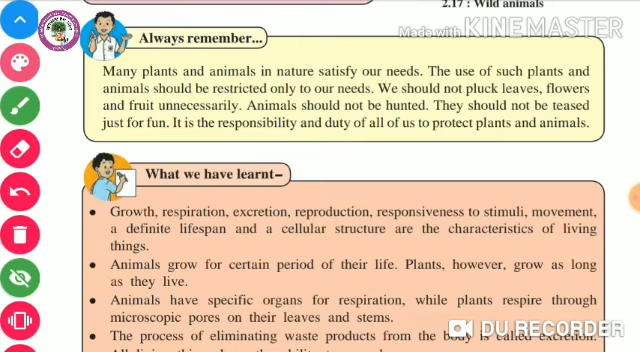 2.17 : Wild animals
Made with KINEMASTER
Always remember...
Many plants and animals in nature satisfy our needs. The use of such plants and
animals should be restricted only to our needs. We should not pluck leaves, flowers
and fruit unnecessarily. Animals should not be hunted. They should not be teased
just for fun. It is the responsibility and duty of all of us to protect plants and animals.
What we have learnt–
• Growth, respiration, excretion, reproduction, responsiveness to stimuli, movement,
a definite lifespan and a cellular structure are the characteristics of living
things.
• Animals grow for certain period of their life. Plants, however, grow as long
as they live.
• Animals have specific organs for respiration, while plants respire through
microscopic pores on their leaves and stems.
• The process of eliminating waste products from the body is called excretion.
DU RECORDER